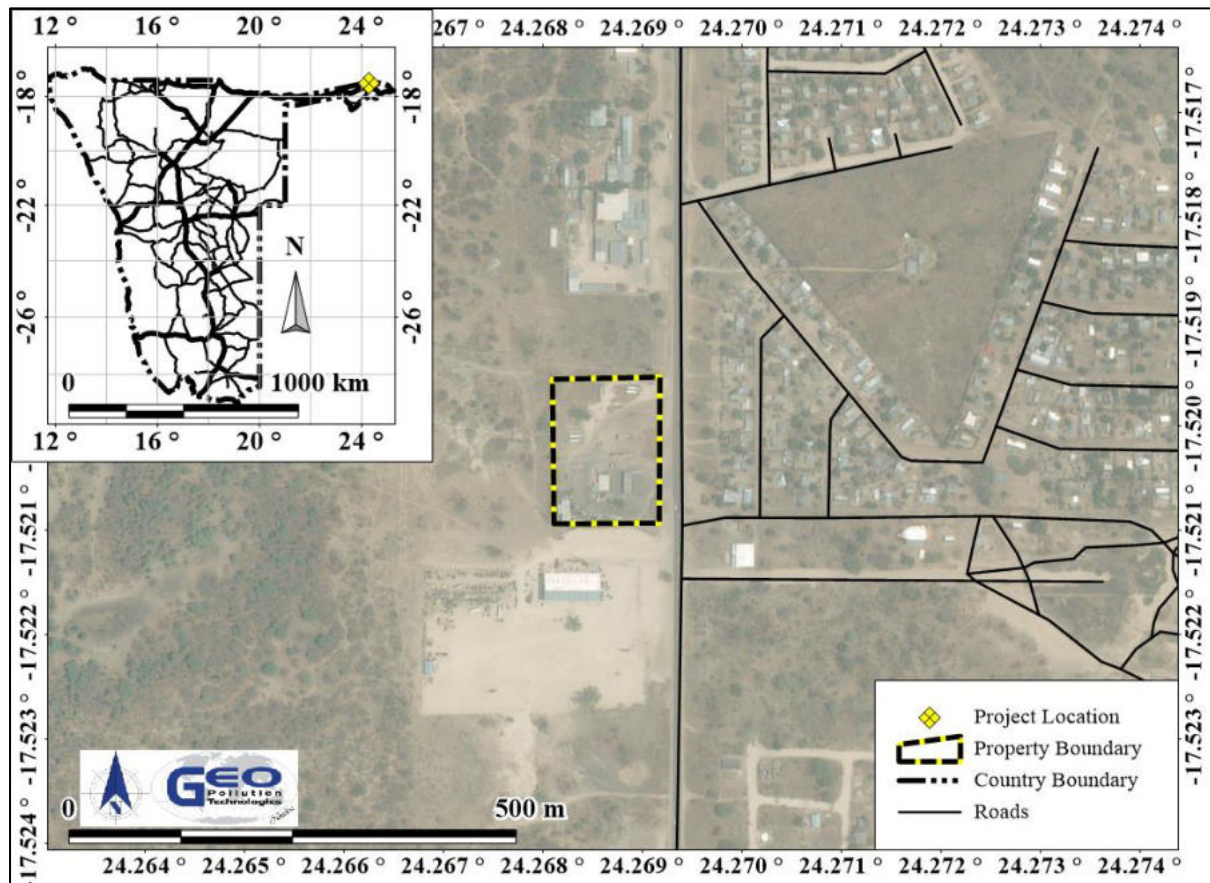 12° 16° 20° 24°
267° 24.268° 24.269° 24.270° 24.271° 24.272° 24.273° 24.274°
-18°
-22°
-26°
N
0 1000 km
12° 16° 20° 24°
-17.517°
-17.518°
-17.519°
-17.520°
-17.521°
-17.522°
-17.523°
-17.521°
-17.522°
-17.523°
-17.524°
Project Location
Property Boundary
Country Boundary
Roads
GEO
Pollution
Technologies
0 500 m
24.264° 24.265° 24.266° 24.267° 24.268° 24.269° 24.270° 24.271° 24.272° 24.273° 24.274°